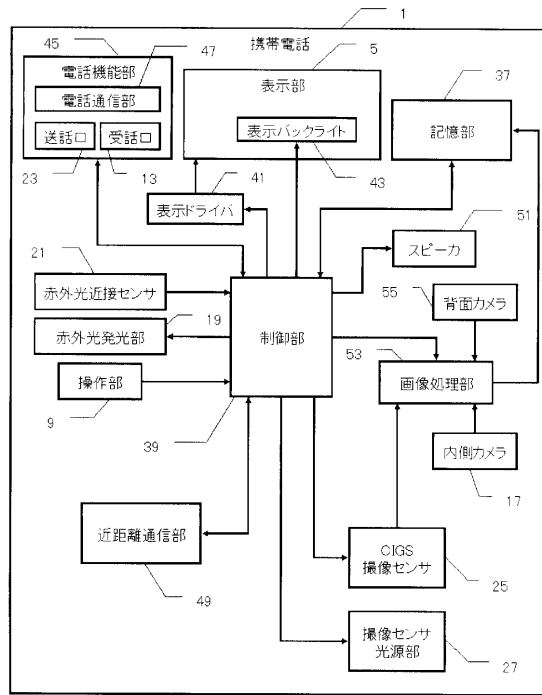 1
携帯電話
45
47
電話機能部
電話通信部
送話口
受話口
23
13
5
表示部
表示バックライト
43
37
記憶部
41
表示ドライバ
51
スピーカ
21
赤外光近接センサ
55
背面カメラ
19
赤外光発光部
制御部
53
画像処理部
操作部
9
39
内側カメラ
17
近距離通信部
49
CIGS
撮像センサ
25
撮像センサ
光源部
27